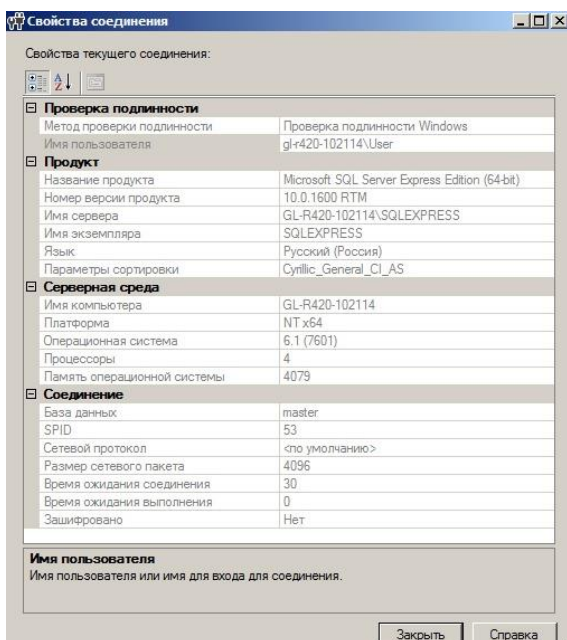 Свойства соединения
Свойства текущего соединения:
Проверка подлинности
Метод проверки подлинности Проверка подлинности Windows
Имя пользователя gl-r420-102114\User
Продукт
Название продукта Microsoft SQL Server Express Edition (64-bit)
Номер версии продукта 10.0.1600 RTM
Имя сервера GL-R420-102114\SQLEXPRESS
Имя экземпляра SQLEXPRESS
Язык Русский (Россия)
Параметры сортировки Cyrillic_General_CI_AS
Серверная среда
Имя компьютера GL-R420-102114
Платформа NT x64
Операционная система 6.1 (7601)
Процессоры 4
Память операционной системы 4079
Соединение
База данных master
SPID 53
Сетевой протокол <по умолчанию>
Размер сетевого пакета 4096
Время ожидания соединения 30
Время ожидания выполнения 0
Зашифровано Нет
Имя пользователя
Имя пользователя или имя для входа для соединения.
Закрыть Справка